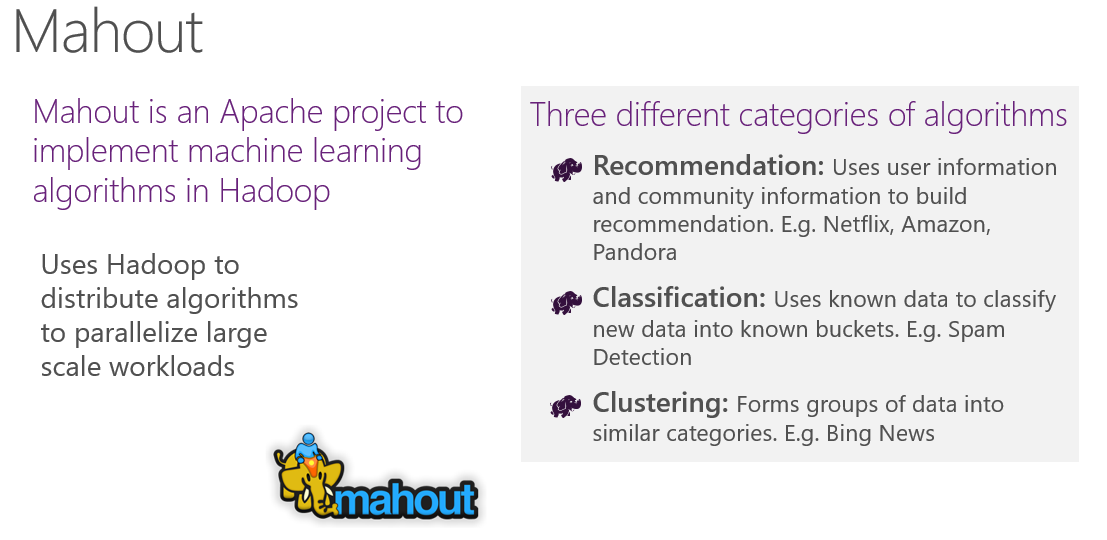 Mahout
Mahout is an Apache project to
implement machine learning
algorithms in Hadoop
Uses Hadoop to
distribute algorithms
to parallelize large
scale workloads
mahout
Three different categories of algorithms
Recommendation: Uses user information
and community information to build
recommendation. E.g. Netflix, Amazon,
Pandora
Classification: Uses known data to classify
new data into known buckets. E.g. Spam
Detection
Clustering: Forms groups of data into
similar categories. E.g. Bing News